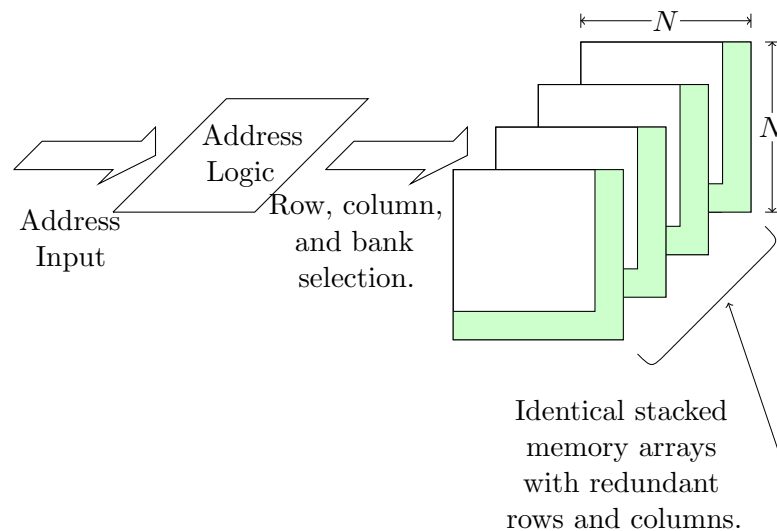 N
N
Address
Logic
Address
Input
Row, column,
and bank
selection.
Identical stacked
memory arrays
with redundant
rows and columns.